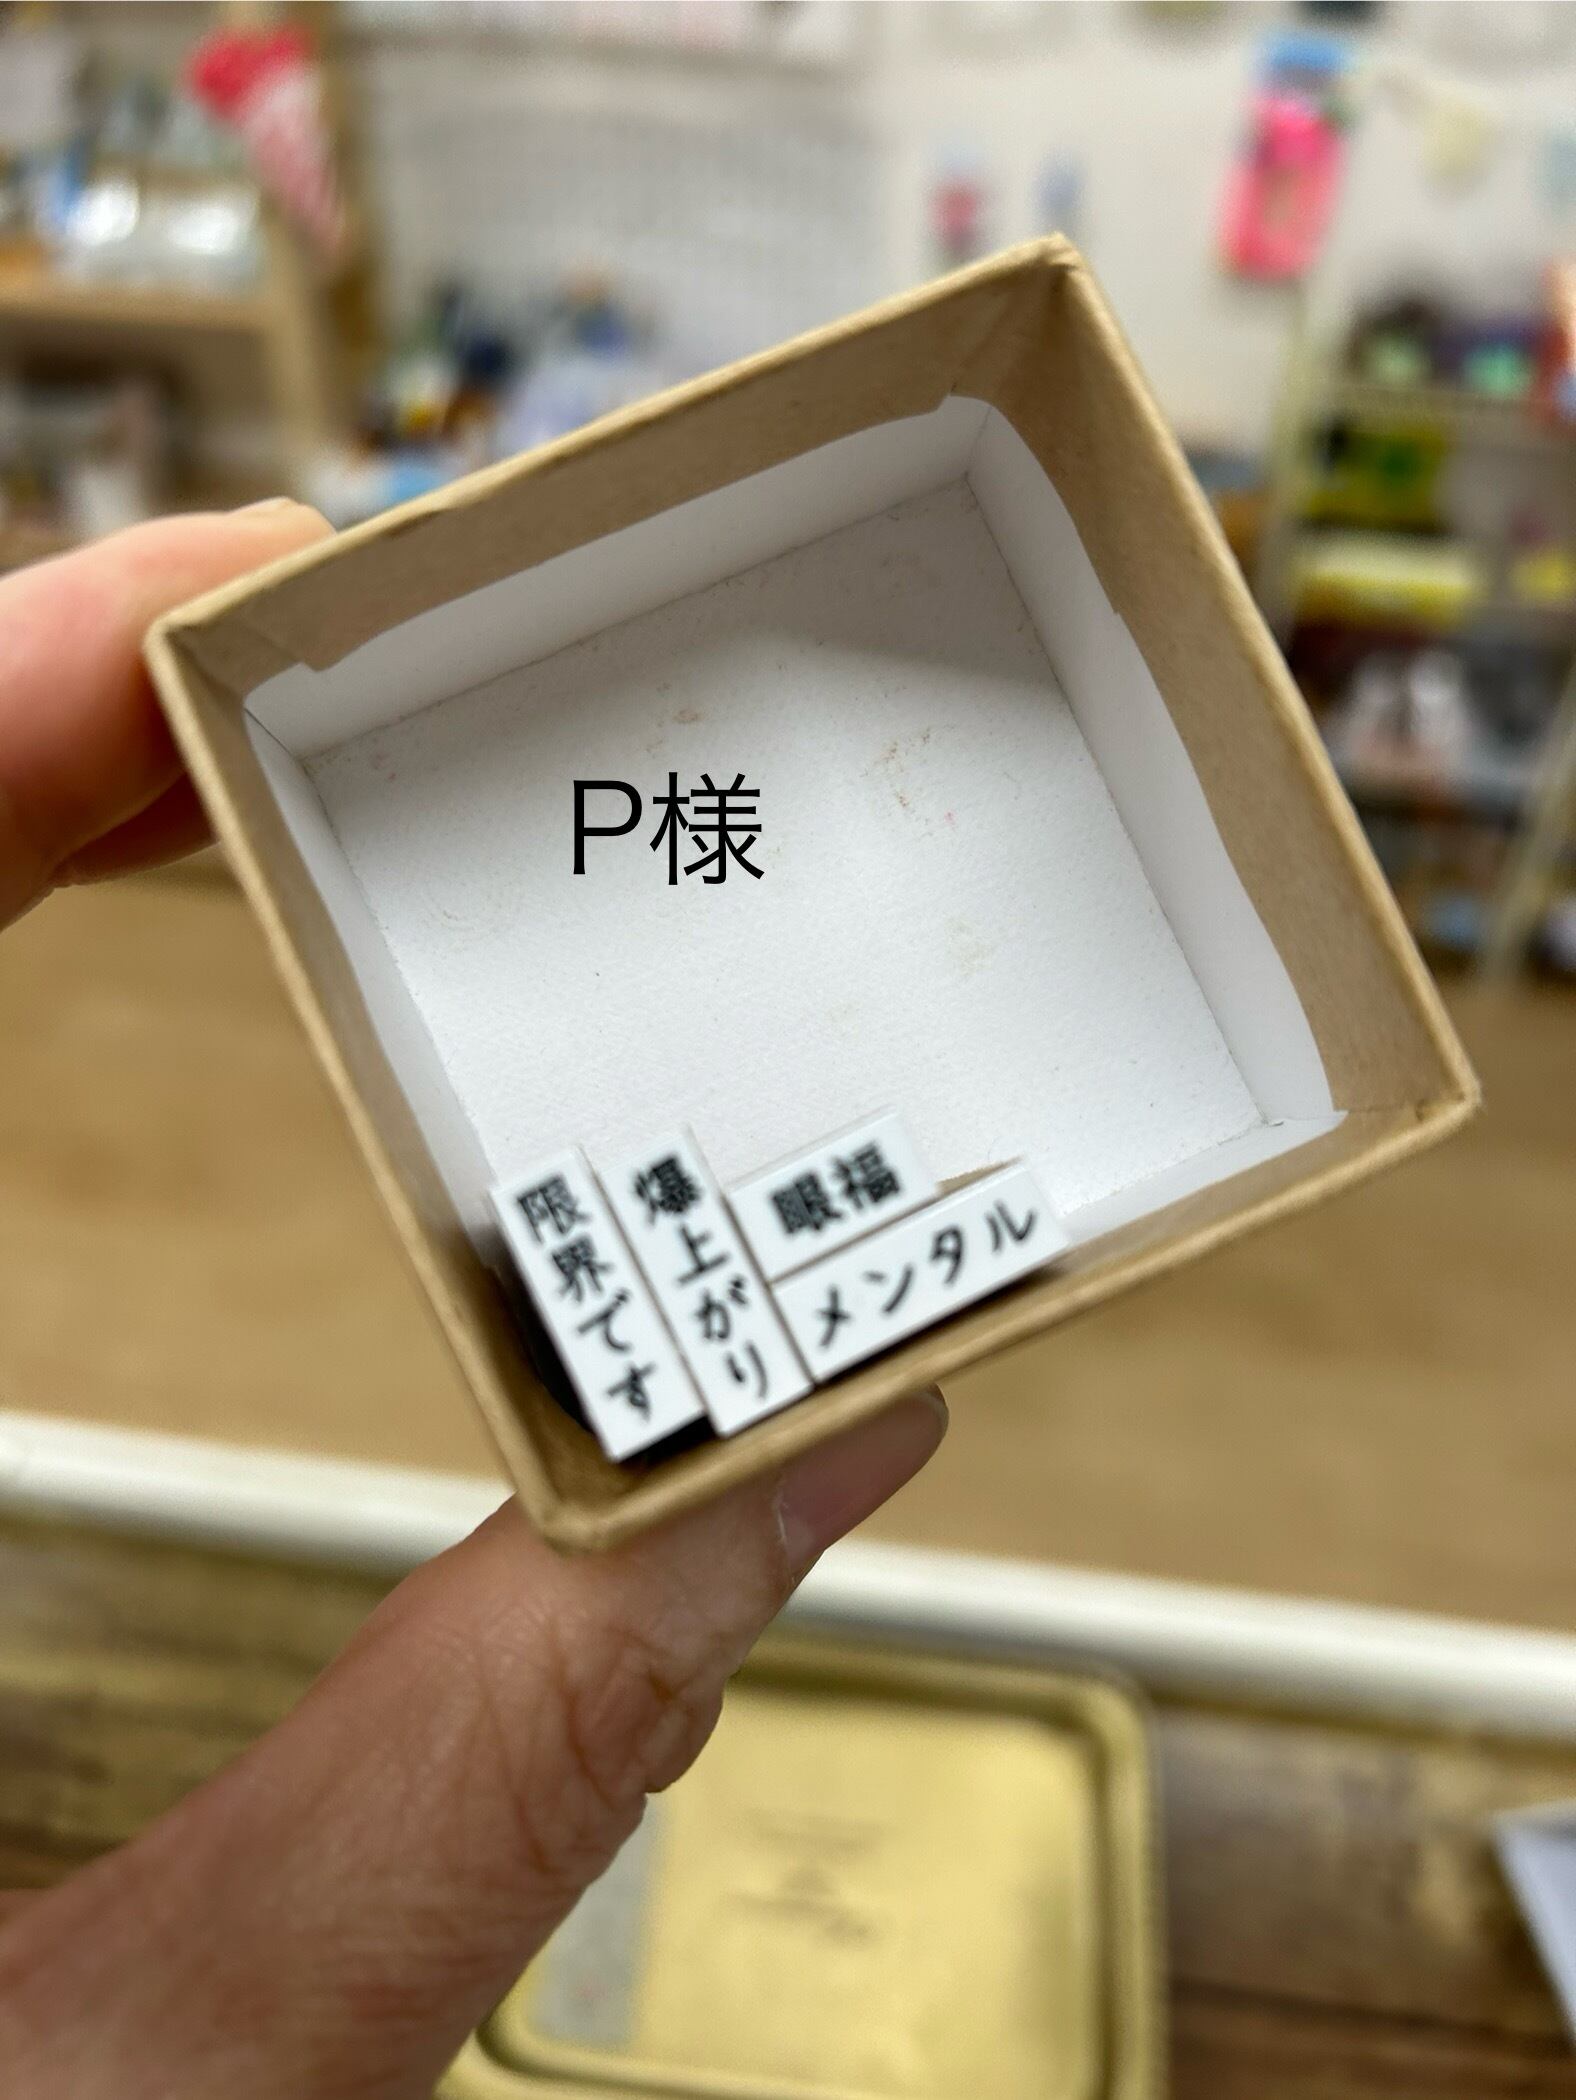 P様
限界です
爆上がり
眼福
メンタル